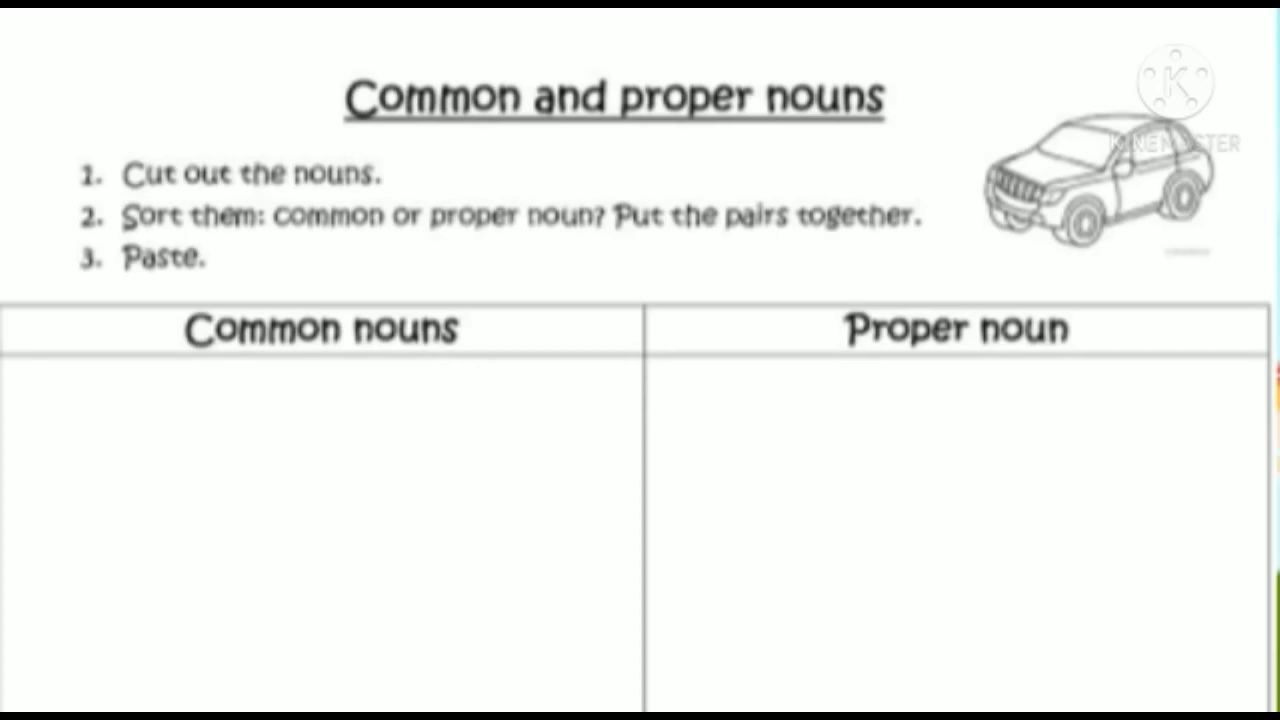 Common and proper nouns
1. Cut out the nouns.
2. Sort them: common or proper noun? Put the pairs together.
3. Paste.
Common nouns
Proper noun
K
KINEMASTER